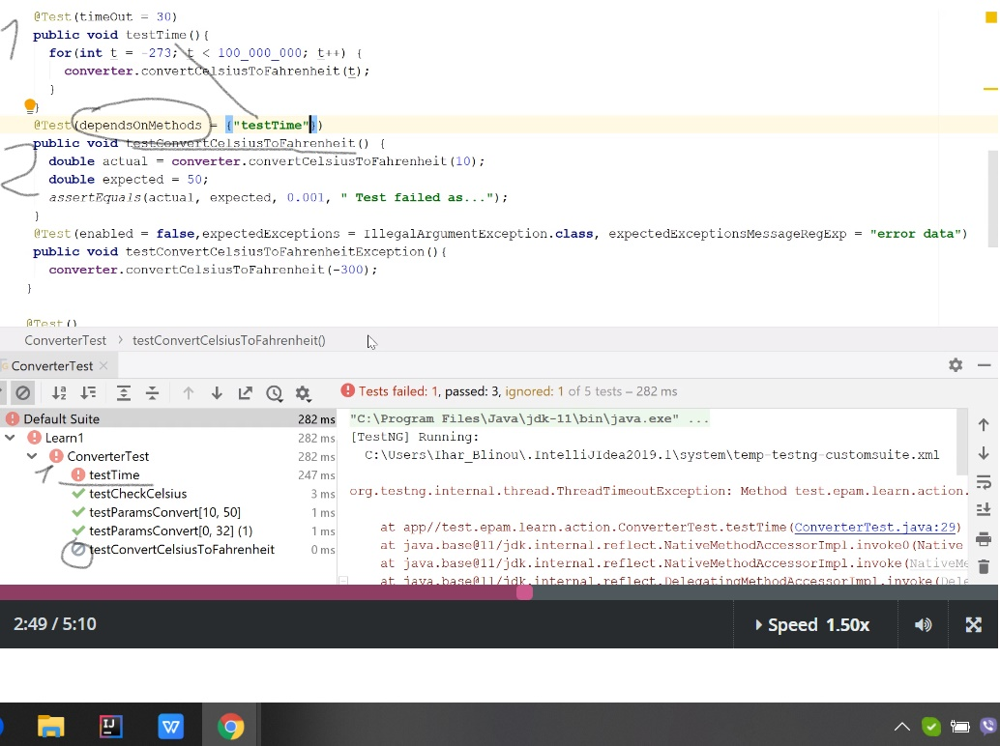 1
@Test(timeOut = 30)
public void testTime(){
for(int t = -273; t < 100_000_000; t++) {
converter.convertCelsiusToFahrenheit(t);
}
}
@Test(dependsOnMethods = {"testTime"})
2
public void testConvertCelsiusToFahrenheit() {
double actual = converter.convertCelsiusToFahrenheit(10);
double expected = 50;
assertEquals(actual, expected, 0.001, " Test failed as...");
}
@Test(enabled = false,expectedExceptions = IllegalArgumentException.class, expectedExceptionsMessageRegExp = "error data")
public void testConvertCelsiusToFahrenheitException(){
converter.convertCelsiusToFahrenheit(-300);
}
@Test()
ConverterTest > testConvertCelsiusToFahrenheit()
ConverterTest ×
Tests failed: 1, passed: 3, ignored: 1 of 5 tests – 282 ms
Default Suite 282 ms
Learn1 282 ms
ConverterTest 282 ms
1 testTime 247 ms
testCheckCelsius 3 ms
testParamsConvert[10, 50] 1 ms
testParamsConvert[0, 32] (1) 1 ms
testConvertCelsiusToFahrenheit 0 ms
"C:\Program Files\Java\jdk-11\bin\java.exe" ...
[TestNG] Running:
C:\Users\Ihar_Blinou\.IntelliJIdea2019.1\system\temp-testng-customsuite.xml
org.testng.internal.thread.ThreadTimeoutException: Method test.epam.learn.action.
at app//test.epam.learn.action.ConverterTest.testTime(ConverterTest.java:29)
at java.base@11/jdk.internal.reflect.NativeMethodAccessorImpl.invoke0(Native
at java.base@11/jdk.internal.reflect.NativeMethodAccessorImpl.invoke(NativeMe
at java.base@11/jdk.internal.reflect.DelegatingMethodAccessorImpl.invoke(Dele
2:49 / 5:10
Speed 1.50x